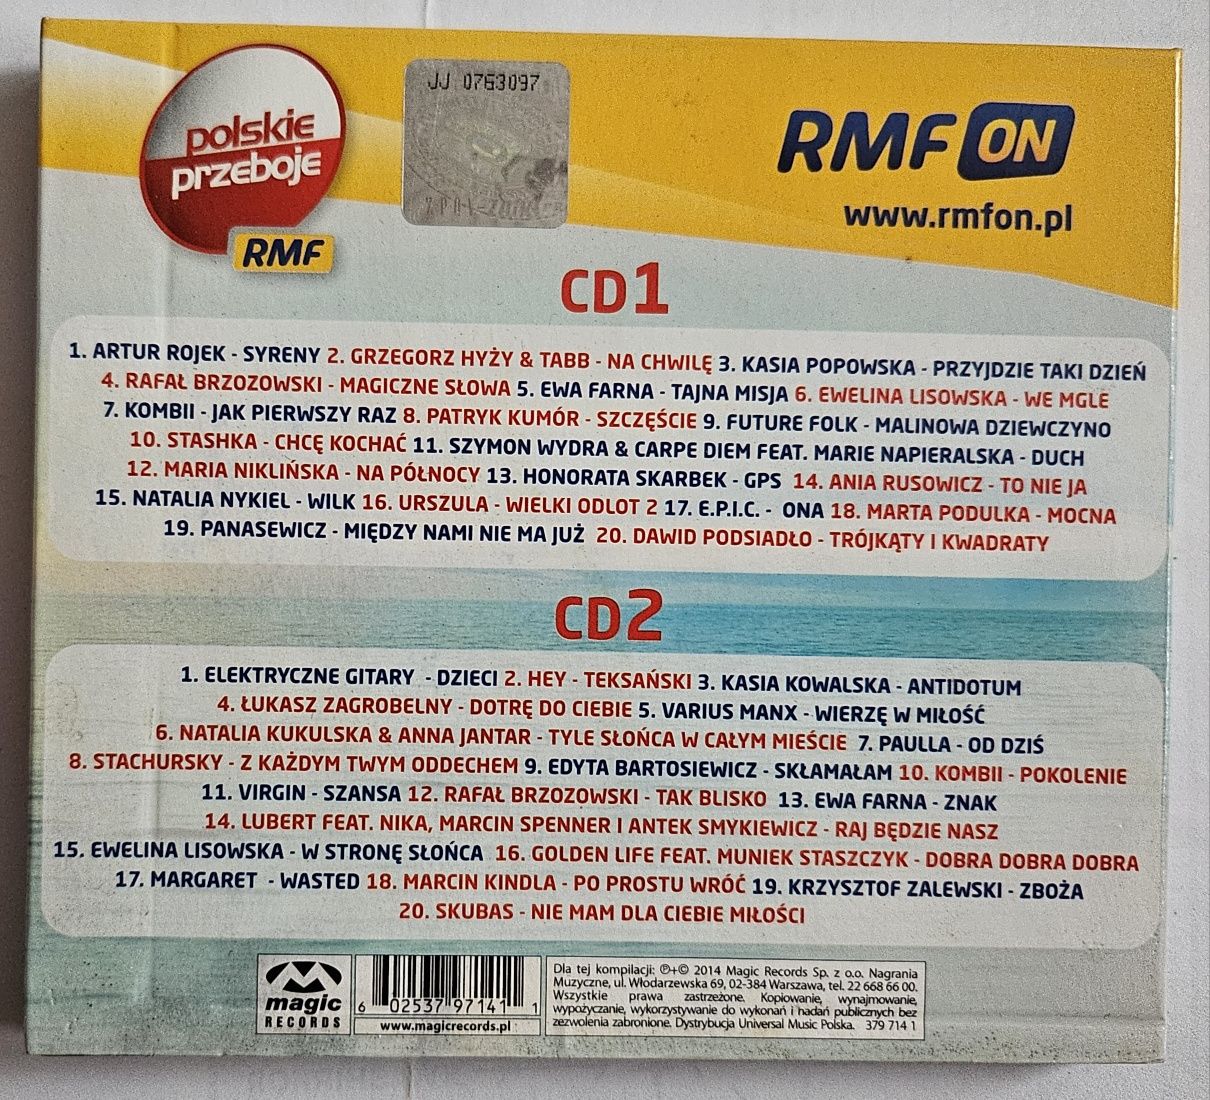 JJ 0763097
polskie
przeboje
RMF
RMF ON
www.rmfon.pl
CD1
1. ARTUR ROJEK - SYRENY 2. GRZEGORZ HYŻY & TABB - NA CHWILĘ 3. KASIA POPOWSKA - PRZYJDZIE TAKI DZIEŃ
4. RAFAŁ BRZOZOWSKI - MAGICZNE SŁOWA 5. EWA FARNA - TAJNA MISJA 6. EWELINA LISOWSKA - WE MGLE
7. KOMBII - JAK PIERWSZY RAZ 8. PATRYK KUMÓR - SZCZĘŚCIE 9. FUTURE FOLK - MALINOWA DZIEWCZYNO
10. STASHKA - CHCĘ KOCHAĆ 11. SZYMON WYDRA & CARPE DIEM FEAT. MARIE NAPIERALSKA - DUCH
12. MARIA NIKLIŃSKA - NA PÓŁNOCY 13. HONORATA SKARBEK - GPS 14. ANIA RUSOWICZ - TO NIE JA
15. NATALIA NYKIEL - WILK 16. URSZULA - WIELKI ODLOT 2 17. E.P.I.C. - ONA 18. MARTA PODULKA - MOCNA
19. PANASEWICZ - MIĘDZY NAMI NIE MA JUŻ 20. DAWID PODSIADŁO - TRÓJKĄTY I KWADRATY
CD2
1. ELEKTRYCZNE GITARY - DZIECI 2. HEY - TEKSAŃSKI 3. KASIA KOWALSKA - ANTIDOTUM
4. ŁUKASZ ZAGROBELNY - DOTRĘ DO CIEBIE 5. VARIUS MANX - WIERZĘ W MIŁOŚĆ
6. NATALIA KUKULSKA & ANNA JANTAR - TYLE SŁOŃCA W CAŁYM MIEŚCIE 7. PAULLA - OD DZIŚ
8. STACHURSKY - Z KAŻDYM TWYM ODDECHEM 9. EDYTA BARTOSIEWICZ - SKŁAMAŁAM 10. KOMBII - POKOLENIE
11. VIRGIN - SZANSA 12. RAFAŁ BRZOZOWSKI - TAK BLISKO 13. EWA FARNA - ZNAK
14. LUBERT FEAT. NIKA, MARCIN SPENNER I ANTEK SMYKIEWICZ - RAJ BĘDZIE NASZ
15. EWELINA LISOWSKA - W STRONĘ SŁOŃCA 16. GOLDEN LIFE FEAT. MUNIEK STASZCZYK - DOBRA DOBRA DOBRA
17. MARGARET - WASTED 18. MARCIN KINDLA - PO PROSTU WRÓĆ 19. KRZYSZTOF ZALEWSKI - ZBOŻA
20. SKUBAS - NIE MAM DLA CIEBIE MIŁOŚCI
magic
RECORDS
6 02537 97141 1
www.magicrecords.pl
Dla tej kompilacji: ℗+© 2014 Magic Records Sp. z o.o. Nagrania
Muzyczne, ul. Włodarzewska 69, 02-384 Warszawa, tel. 22 668 66 00.
Wszystkie prawa zastrzeżone. Kopiowanie, wynajmowanie,
wypożyczanie, wykorzystywanie do wykonań i nadań publicznych bez
zezwolenia zabronione. Dystrybucja Universal Music Polska. 379 714 1